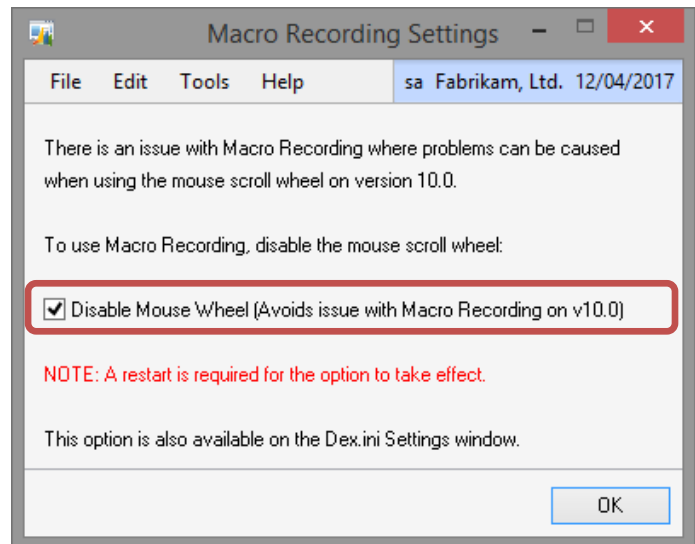 Macro Recording Settings
File Edit Tools Help sa Fabrikam, Ltd. 12/04/2017
There is an issue with Macro Recording where problems can be caused
when using the mouse scroll wheel on version 10.0.
To use Macro Recording, disable the mouse scroll wheel:
Disable Mouse Wheel (Avoids issue with Macro Recording on v10.0)
NOTE: A restart is required for the option to take effect.
This option is also available on the Dex.ini Settings window.
OK